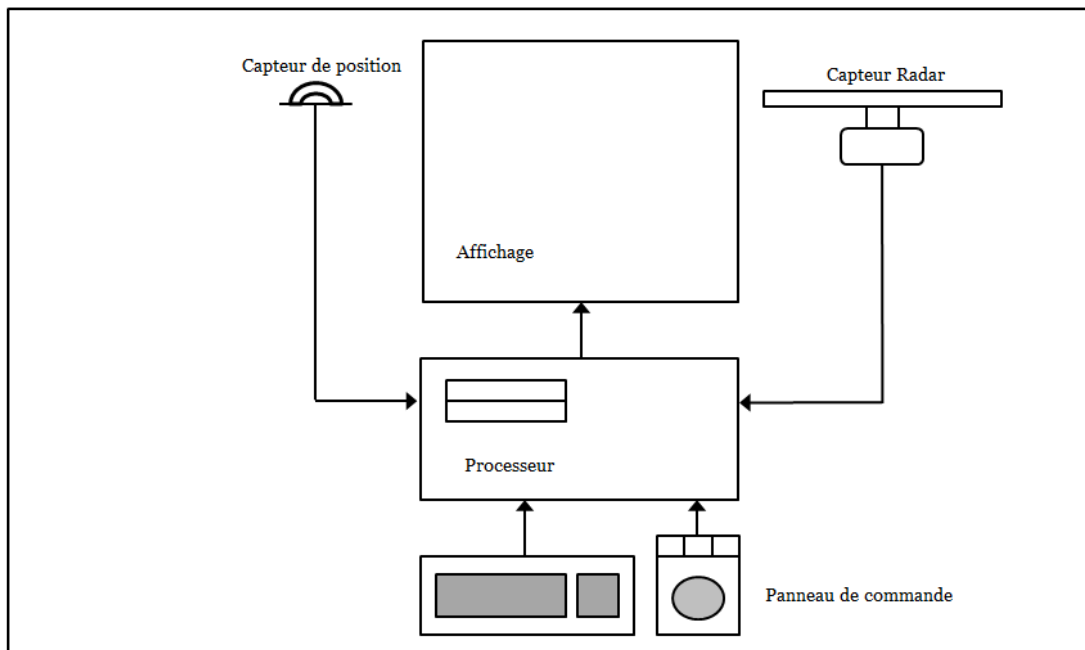 Capteur de position
Capteur Radar
Affichage
Processeur
Panneau de commande